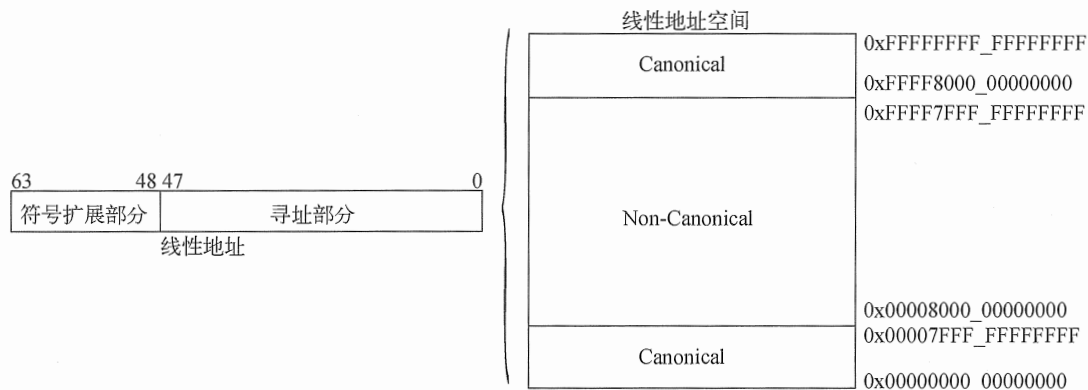 线性地址空间
0xFFFFFFFF_FFFFFFFF
Canonical
0xFFFF8000_00000000
0xFFFF7FFF_FFFFFFFF
63 48 47 0
符号扩展部分 寻址部分
线性地址
Non-Canonical
0x00008000_00000000
0x00007FFF_FFFFFFFF
Canonical
0x00000000_00000000